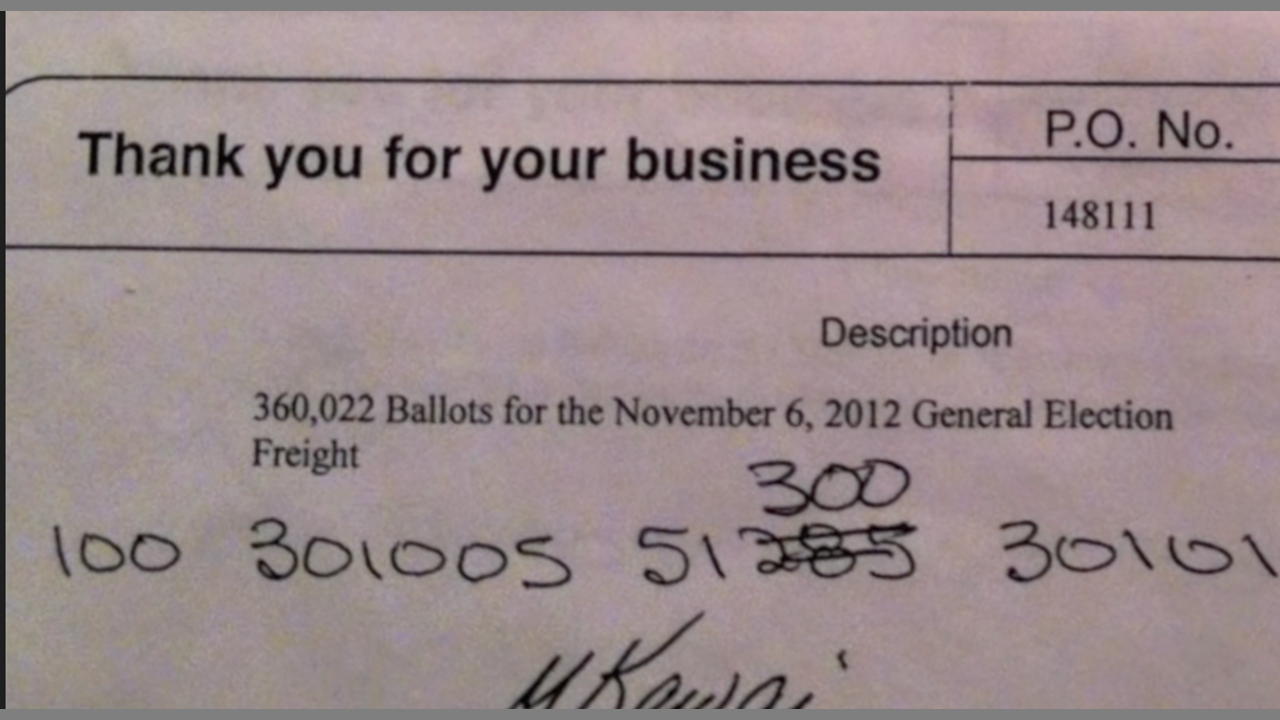 Thank you for your business
P.O. No.
148111
Description
360,022 Ballots for the November 6, 2012 General Election
Freight
300
100 301005 51285 30101
M Kawai